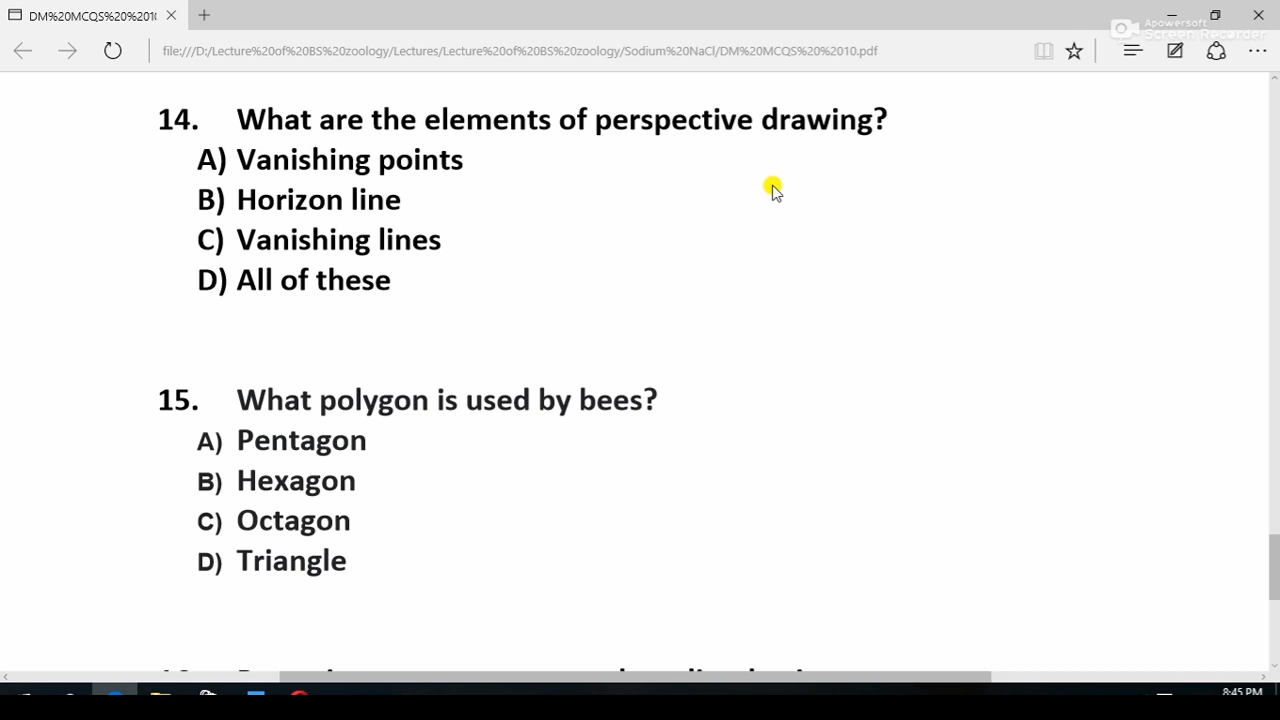 DM%20MCQS%20%201(
Apowersoft
Screen Recorder
file:///D:/Lecture%20of%20BS%20zoology/Lectures/Lecture%20of%20BS%20zoology/Sodium%20NaCl/DM%20MCQS%20%2010.pdf
14. What are the elements of perspective drawing?
A) Vanishing points
B) Horizon line
C) Vanishing lines
D) All of these
15. What polygon is used by bees?
A) Pentagon
B) Hexagon
C) Octagon
D) Triangle
8:45 PM